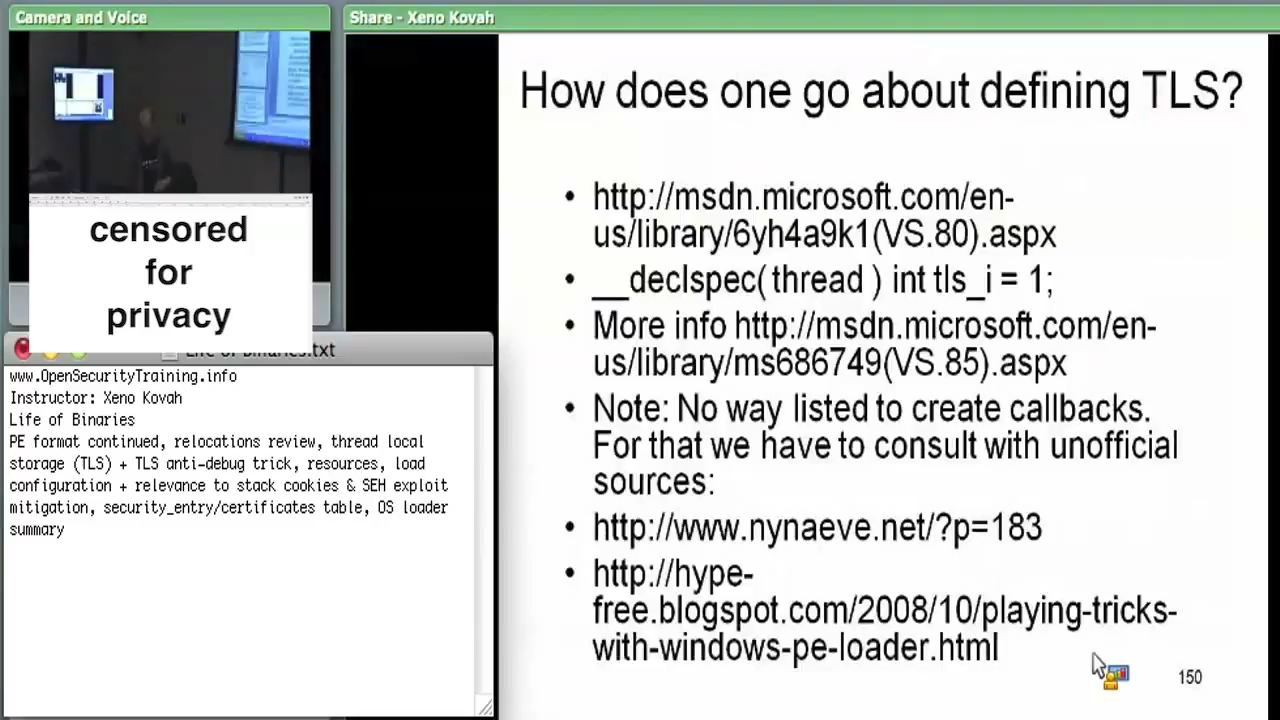 Camera and Voice
Share - Xeno Kovah
censored
for
privacy
Life of Binaries.txt
www.OpenSecurityTraining.info
Instructor: Xeno Kovah
Life of Binaries
PE format continued, relocations review, thread local
storage (TLS) + TLS anti-debug trick, resources, load
configuration + relevance to stack cookies & SEH exploit
mitigation, security_entry/certificates table, OS loader
summary
How does one go about defining TLS?
• http://msdn.microsoft.com/en-
us/library/6yh4a9k1(VS.80).aspx
• __declspec( thread ) int tls_i = 1;
• More info http://msdn.microsoft.com/en-
us/library/ms686749(VS.85).aspx
• Note: No way listed to create callbacks.
For that we have to consult with unofficial
sources:
• http://www.nynaeve.net/?p=183
• http://hype-
free.blogspot.com/2008/10/playing-tricks-
with-windows-pe-loader.html
150